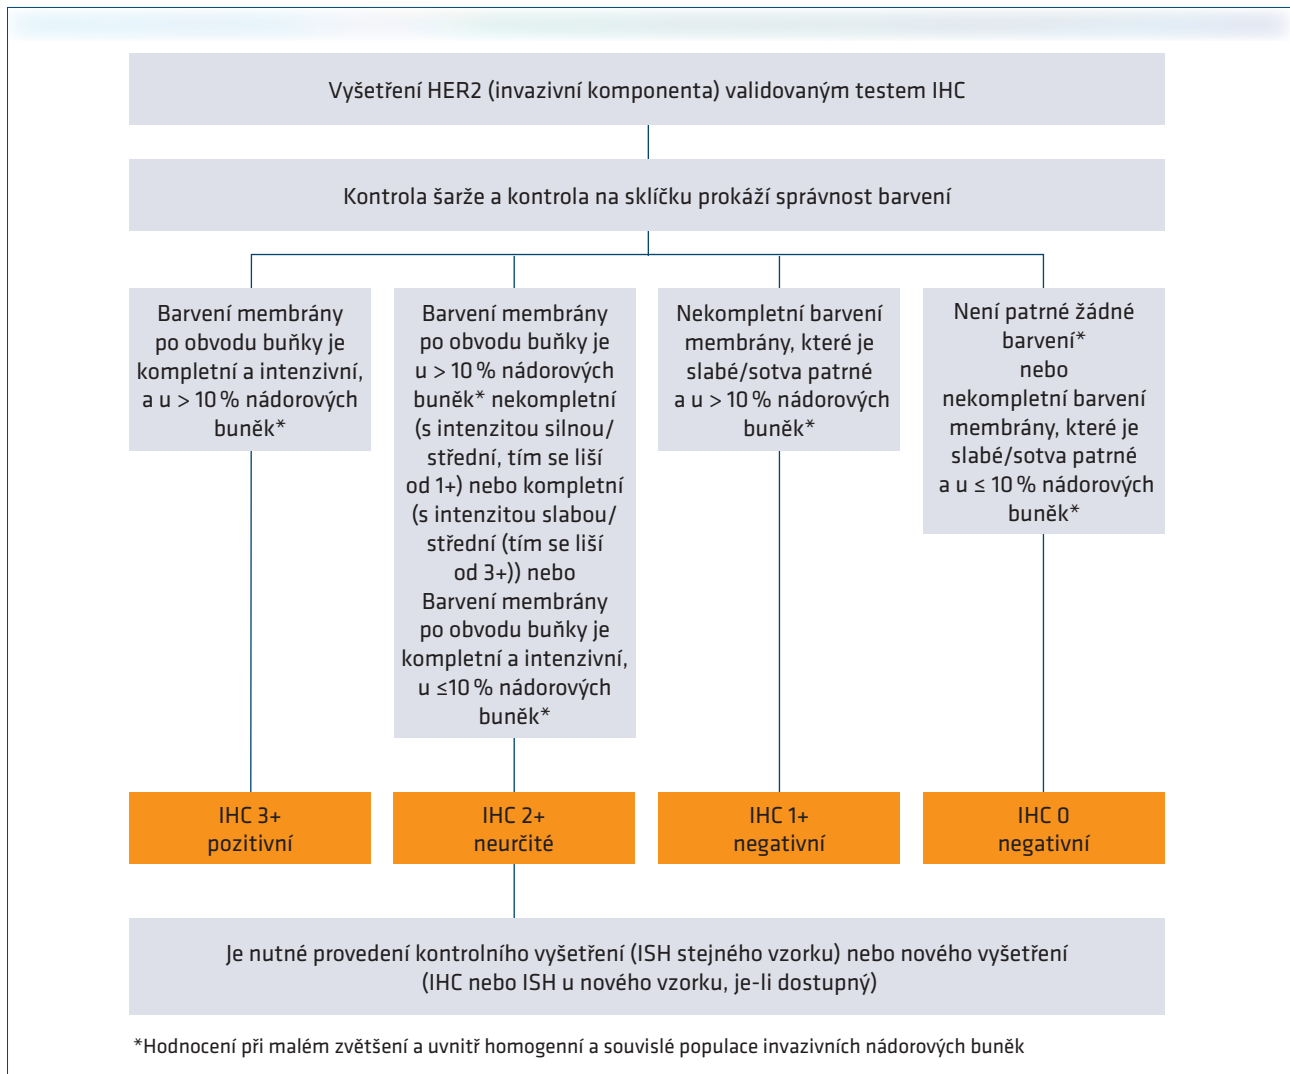 Vyšetření HER2 (invazivní komponenta) validovaným testem IHC
Kontrola šarže a kontrola na sklíčku prokáží správnost barvení
Barvení membrány
po obvodu buňky je
kompletní a intenzivní,
a u > 10 % nádorových
buněk*
Barvení membrány
po obvodu buňky je
u > 10 % nádorových
buněk* nekompletní
(s intenzitou silnou/
střední, tím se liší
od 1+) nebo kompletní
(s intenzitou slabou/
střední (tím se liší
od 3+)) nebo
Barvení membrány
po obvodu buňky je
kompletní a intenzivní,
u ≤10 % nádorových
buněk*
Nekompletní barvení
membrány, které je
slabé/sotva patrné
a u > 10 % nádorových
buněk*
Není patrné žádné
barvení*
nebo
nekompletní barvení
membrány, které je
slabé/sotva patrné
a u ≤ 10 % nádorových
buněk*
IHC 3+
pozitivní
IHC 2+
neurčité
IHC 1+
negativní
IHC 0
negativní
Je nutné provedení kontrolního vyšetření (ISH stejného vzorku) nebo nového vyšetření
(IHC nebo ISH u nového vzorku, je-li dostupný)
*Hodnocení při malém zvětšení a uvnitř homogenní a souvislé populace invazivních nádorových buněk